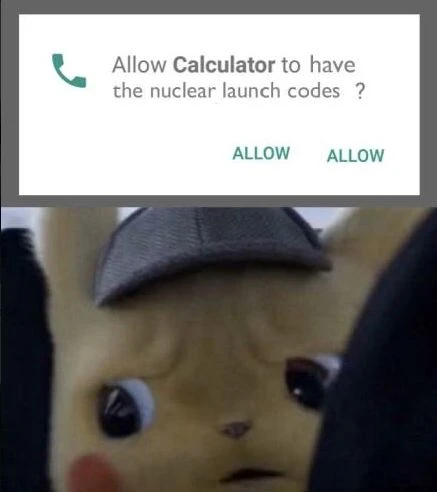 Allow Calculator to have
the nuclear launch codes ?
ALLOW ALLOW